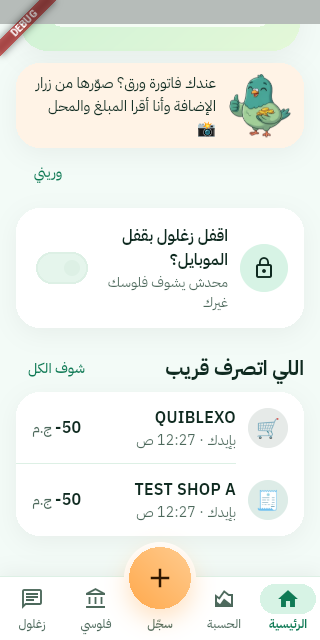 DEBUG
عندك فاتورة ورق؟ صوّرها من زرار
الإضافة وأنا أقرا المبلغ والمحل
📸
وريني
اقفل زغلول بقفل
الموبايل؟
محدش يشوف فلوسك
غيرك
اللي اتصرف قريب
شوف الكل
QUIBLEXO
-50 ج.م
بإيدك · 12:27 ص
TEST SHOP A
-50 ج.م
بإيدك · 12:27 ص
الرئيسية
الحسبة
سجّل
فلوسي
زغلول